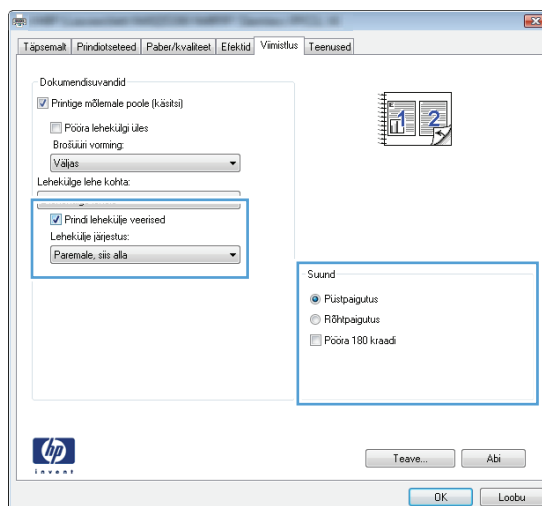 Täpsemalt Prindiotseteed Paber/kvaliteet Efektid Viimistlus Teenused
Dokumendisuvandid
Printige mõlemale poole (käsitsi)
Pööra lehekülgi üles
Brošüüri vorming:
Väljas
Lehekülge lehe kohta:
Prindi lehekülje veerised
Lehekülje järjestus:
Paremale, siis alla
1 2
Suund
Püstpaigutus
Rõhtpaigutus
Pööra 180 kraadi
hp
invent
Teave... Abi
OK Loobu